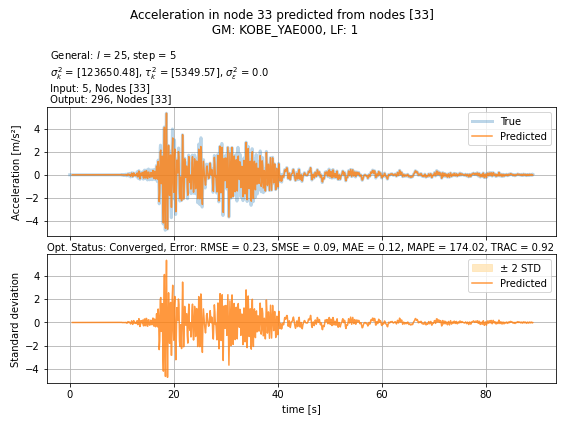 Acceleration in node 33 predicted from nodes [33]
GM: KOBE_YAE000, LF: 1
General: l = 25, step = 5
σ²ₖ = [123650.48], τ²ₖ = [5349.57], σ²ε = 0.0
Input: 5, Nodes [33]
Output: 296, Nodes [33]
Acceleration [m/s²]
4
2
0
−2
−4
True
Predicted
Opt. Status: Converged, Error: RMSE = 0.23, SMSE = 0.09, MAE = 0.12, MAPE = 174.02, TRAC = 0.92
Standard deviation
4
2
0
−2
−4
± 2 STD
Predicted
0 20 40 60 80
time [s]